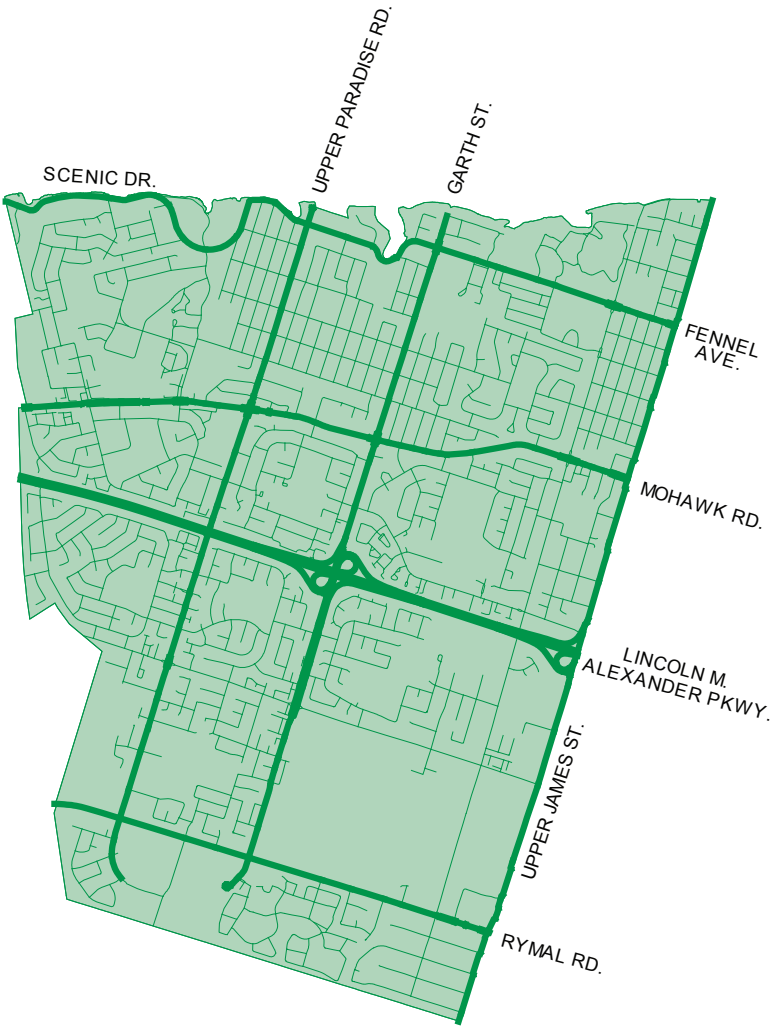 UPPER PARADISE RD.
GARTH ST.
SCENIC DR.
FENNEL
AVE.
MOHAWK RD.
LINCOLN M.
ALEXANDER PKWY.
UPPER JAMES ST.
RYMAL RD.